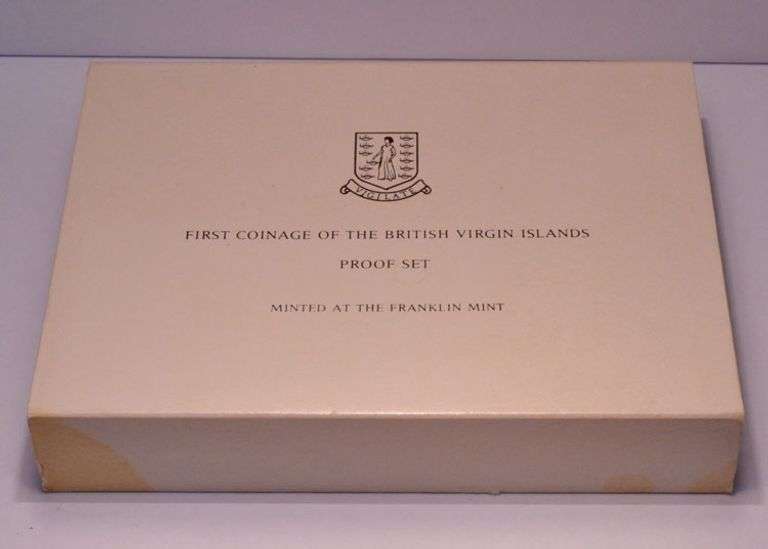 VIGILATE
FIRST COINAGE OF THE BRITISH VIRGIN ISLANDS
PROOF SET
MINTED AT THE FRANKLIN MINT